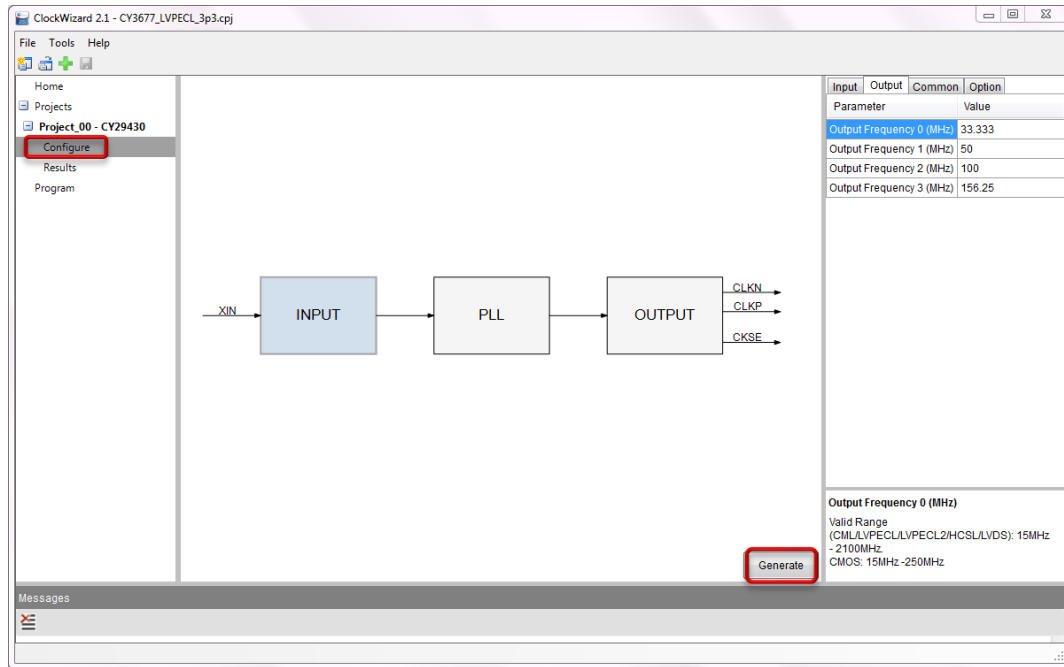 ClockWizard 2.1 - CY3677_LVPECL_3p3.cpj
File Tools Help
Home
Projects
Project_00 - CY29430
Configure
Results
Program
XIN
INPUT
PLL
OUTPUT
CLKN
CLKP
CKSE
Generate
Input Output Common Option
Parameter Value
Output Frequency 0 (MHz) 33.333
Output Frequency 1 (MHz) 50
Output Frequency 2 (MHz) 100
Output Frequency 3 (MHz) 156.25
Output Frequency 0 (MHz)
Valid Range
(CML/LVPECL/LVPECL2/HCSL/LVDS): 15MHz
- 2100MHz.
CMOS: 15MHz -250MHz
Messages